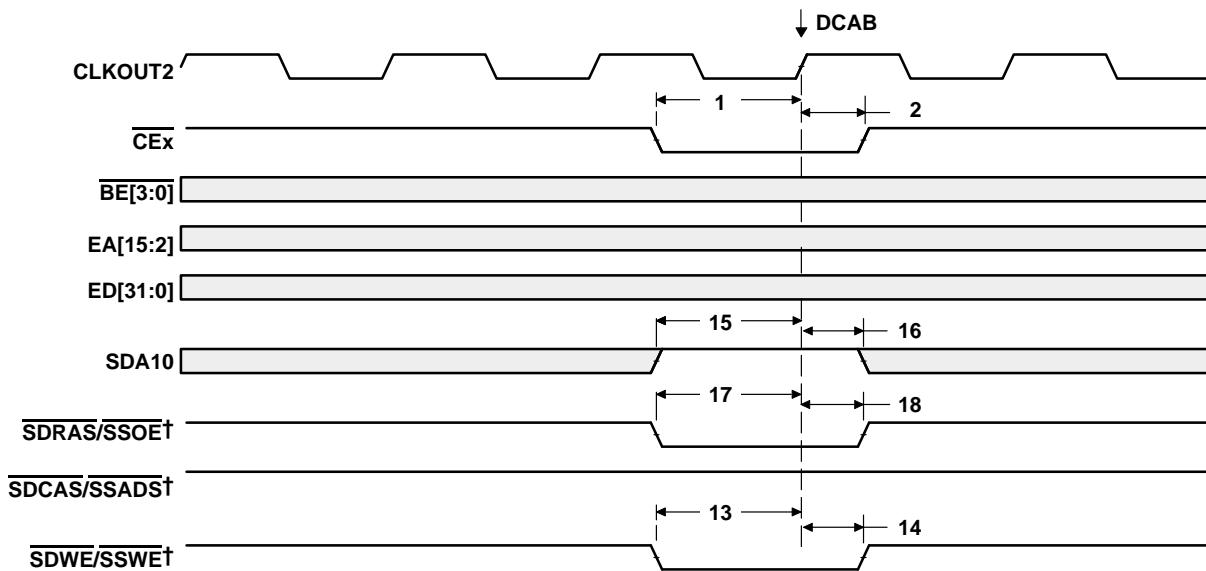 DCAB
CLKOUT2
1
2
CEx
BE[3:0]
EA[15:2]
ED[31:0]
15
16
SDA10
17
18
SDRAS/SSOE†
SDCAS/SSADS†
13
14
SDWE/SSWE†